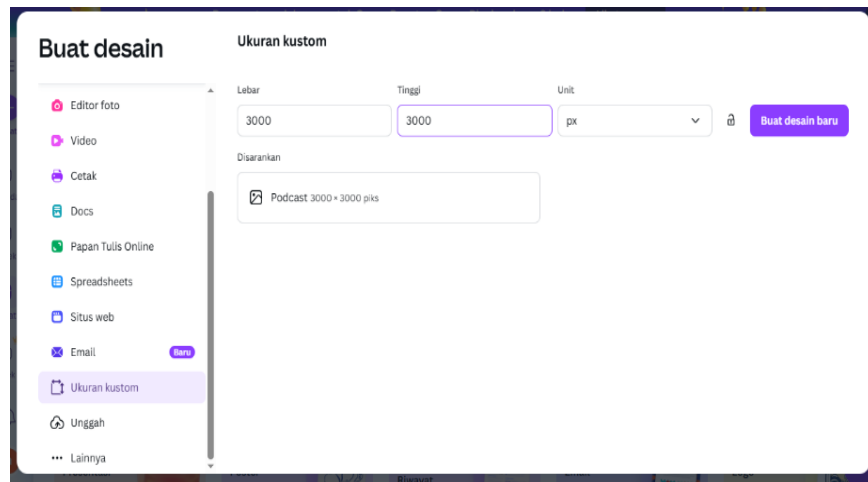 Buat desain
Editor foto
Video
Cetak
Docs
Papan Tulis Online
Spreadsheets
Situs web
Email
Baru
Ukuran kustom
Unggah
Lainnya
Ukuran kustom
Lebar
Tinggi
Unit
3000
3000
px
Buat desain baru
Disarankan
Podcast 3000 × 3000 piks
Riwayat